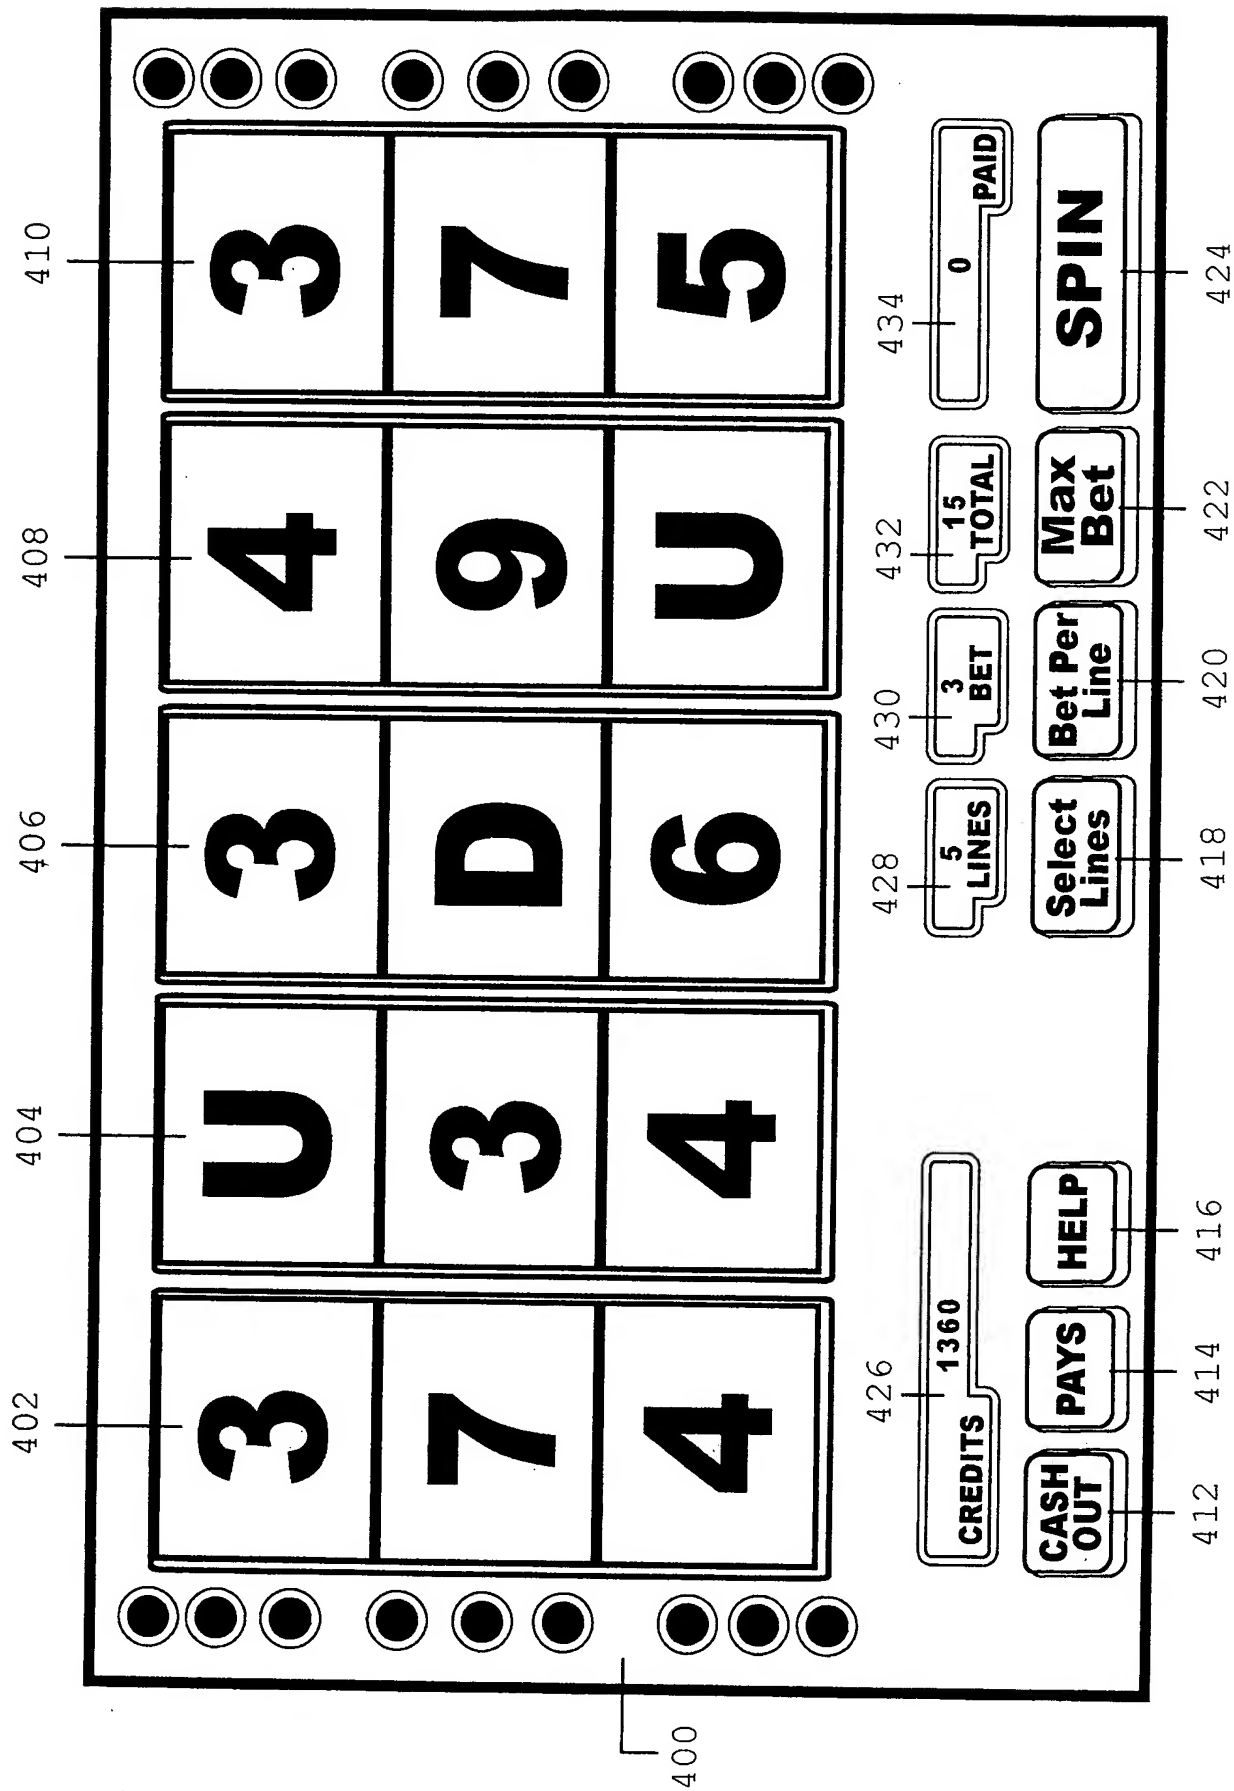 402 404 406 408 410
3 U 3 4 3
7 3 D 9 7
4 4 6 U 5
426 428 430 432 434
CREDITS 1360
5
LINES
3
BET
15
TOTAL
0
PAID
CASH
OUT
PAYS
HELP
Select
Lines
Bet Per
Line
Max
Bet
SPIN
412 414 416 418 420 422 424
400